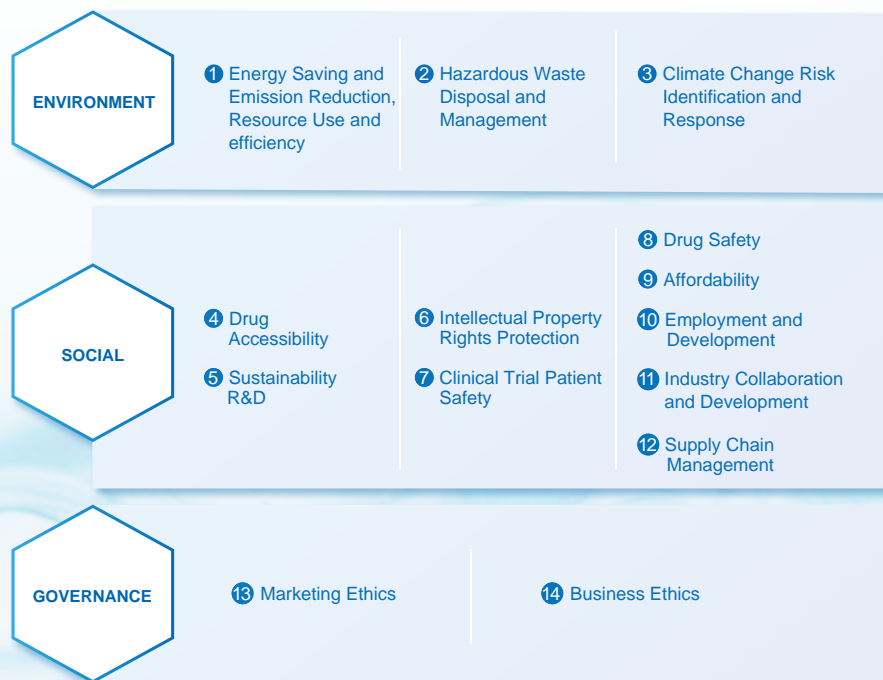 ENVIRONMENT
1 Energy Saving and
Emission Reduction,
Resource Use and
efficiency
2 Hazardous Waste
Disposal and
Management
3 Climate Change Risk
Identification and
Response
SOCIAL
4 Drug
Accessibility
5 Sustainability
R&D
6 Intellectual Property
Rights Protection
7 Clinical Trial Patient
Safety
8 Drug Safety
9 Affordability
10 Employment and
Development
11 Industry Collaboration
and Development
12 Supply Chain
Management
GOVERNANCE
13 Marketing Ethics
14 Business Ethics